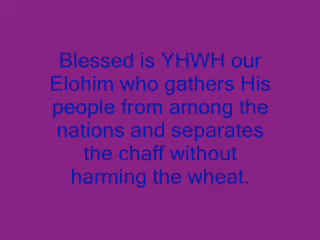 Blessed is YHWH our
Elohim who gathers His
people from among the
nations and separates
the chaff without
harming the wheat.